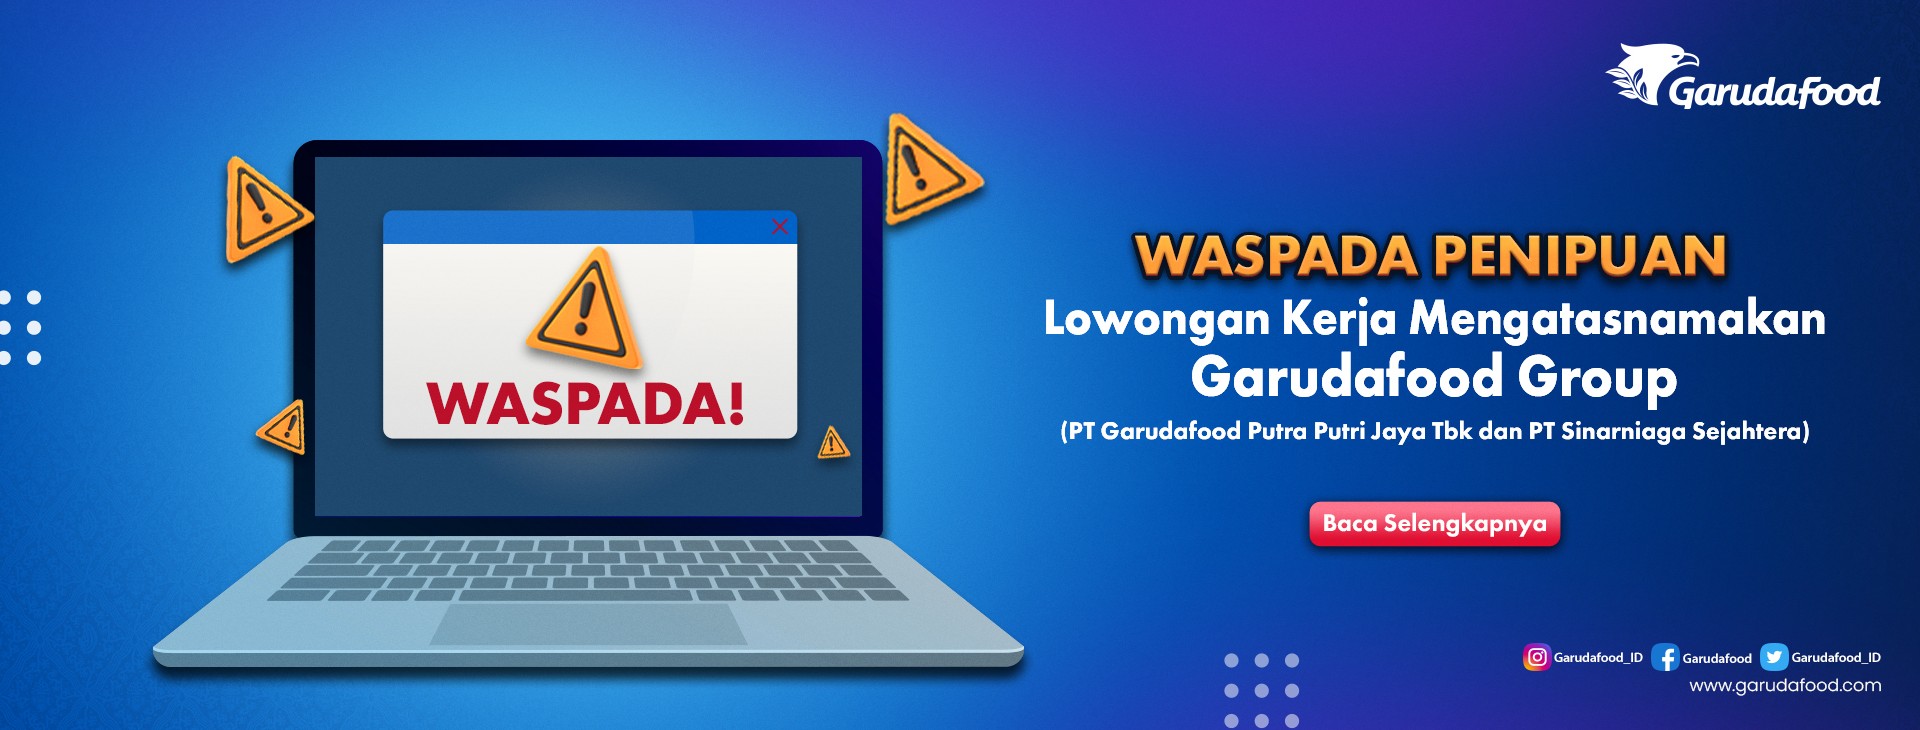 Garudafood
WASPADA!
WASPADA PENIPUAN
Lowongan Kerja Mengatasnamakan
Garudafood Group
(PT Garudafood Putra Putri Jaya Tbk dan PT Sinarniaga Sejahtera)
Baca Selengkapnya
Garudafood_ID Garudafood Garudafood_ID
www.garudafood.com